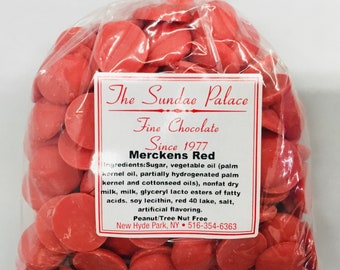 The Sundae Palace
Fine Chocolate
Since 1977
Merckens Red
Ingredients:Sugar, vegetable oil (palm
kernel oil, partially hydrogenated palm
kernel and cottonseed oils), nonfat dry
milk, milk, glyceryl lacto esters of fatty
acids, soy lecithin, red 40 lake, salt,
artificial flavoring.
Peanut/Tree Nut Free
New Hyde Park, NY • 516-354-6363